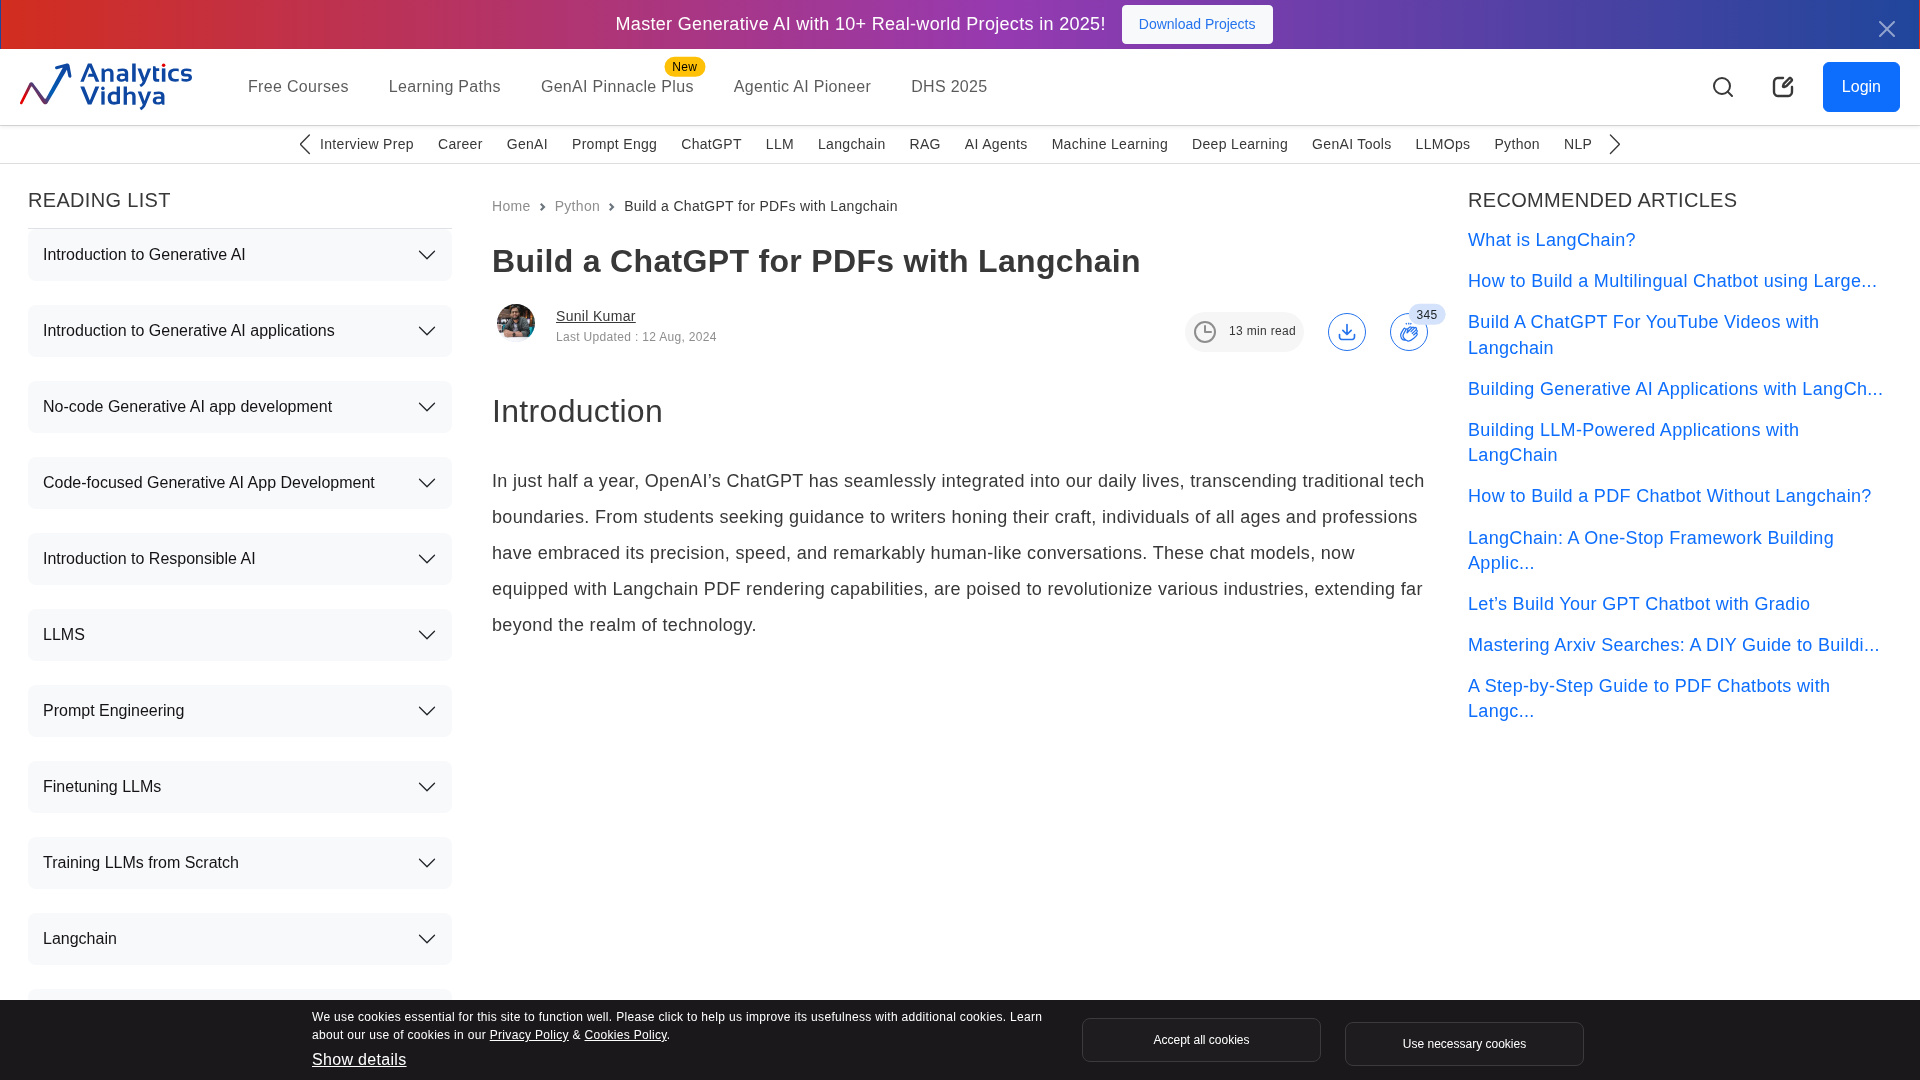 Master Generative AI with 10+ Real-world Projects in 2025!
Download Projects
Analytics
Vidhya
Free Courses
Learning Paths
GenAI Pinnacle Plus
New
Agentic AI Pioneer
DHS 2025
Login
Interview Prep
Career
GenAI
Prompt Engg
ChatGPT
LLM
Langchain
RAG
AI Agents
Machine Learning
Deep Learning
GenAI Tools
LLMOps
Python
NLP
READING LIST
Introduction to Generative AI
Introduction to Generative AI applications
No-code Generative AI app development
Code-focused Generative AI App Development
Introduction to Responsible AI
LLMS
Prompt Engineering
Finetuning LLMs
Training LLMs from Scratch
Langchain
Home
Python
Build a ChatGPT for PDFs with Langchain
Build a ChatGPT for PDFs with Langchain
Sunil Kumar
Last Updated : 12 Aug, 2024
13 min read
345
Introduction
In just half a year, OpenAI’s ChatGPT has seamlessly integrated into our daily lives, transcending traditional tech
boundaries. From students seeking guidance to writers honing their craft, individuals of all ages and professions
have embraced its precision, speed, and remarkably human-like conversations. These chat models, now
equipped with Langchain PDF rendering capabilities, are poised to revolutionize various industries, extending far
beyond the realm of technology.
RECOMMENDED ARTICLES
What is LangChain?
How to Build a Multilingual Chatbot using Large...
Build A ChatGPT For YouTube Videos with
Langchain
Building Generative AI Applications with LangCh...
Building LLM-Powered Applications with
LangChain
How to Build a PDF Chatbot Without Langchain?
LangChain: A One-Stop Framework Building
Applic...
Let’s Build Your GPT Chatbot with Gradio
Mastering Arxiv Searches: A DIY Guide to Buildi...
A Step-by-Step Guide to PDF Chatbots with
Langc...
We use cookies essential for this site to function well. Please click to help us improve its usefulness with additional cookies. Learn
about our use of cookies in our Privacy Policy & Cookies Policy.
Show details
Accept all cookies
Use necessary cookies